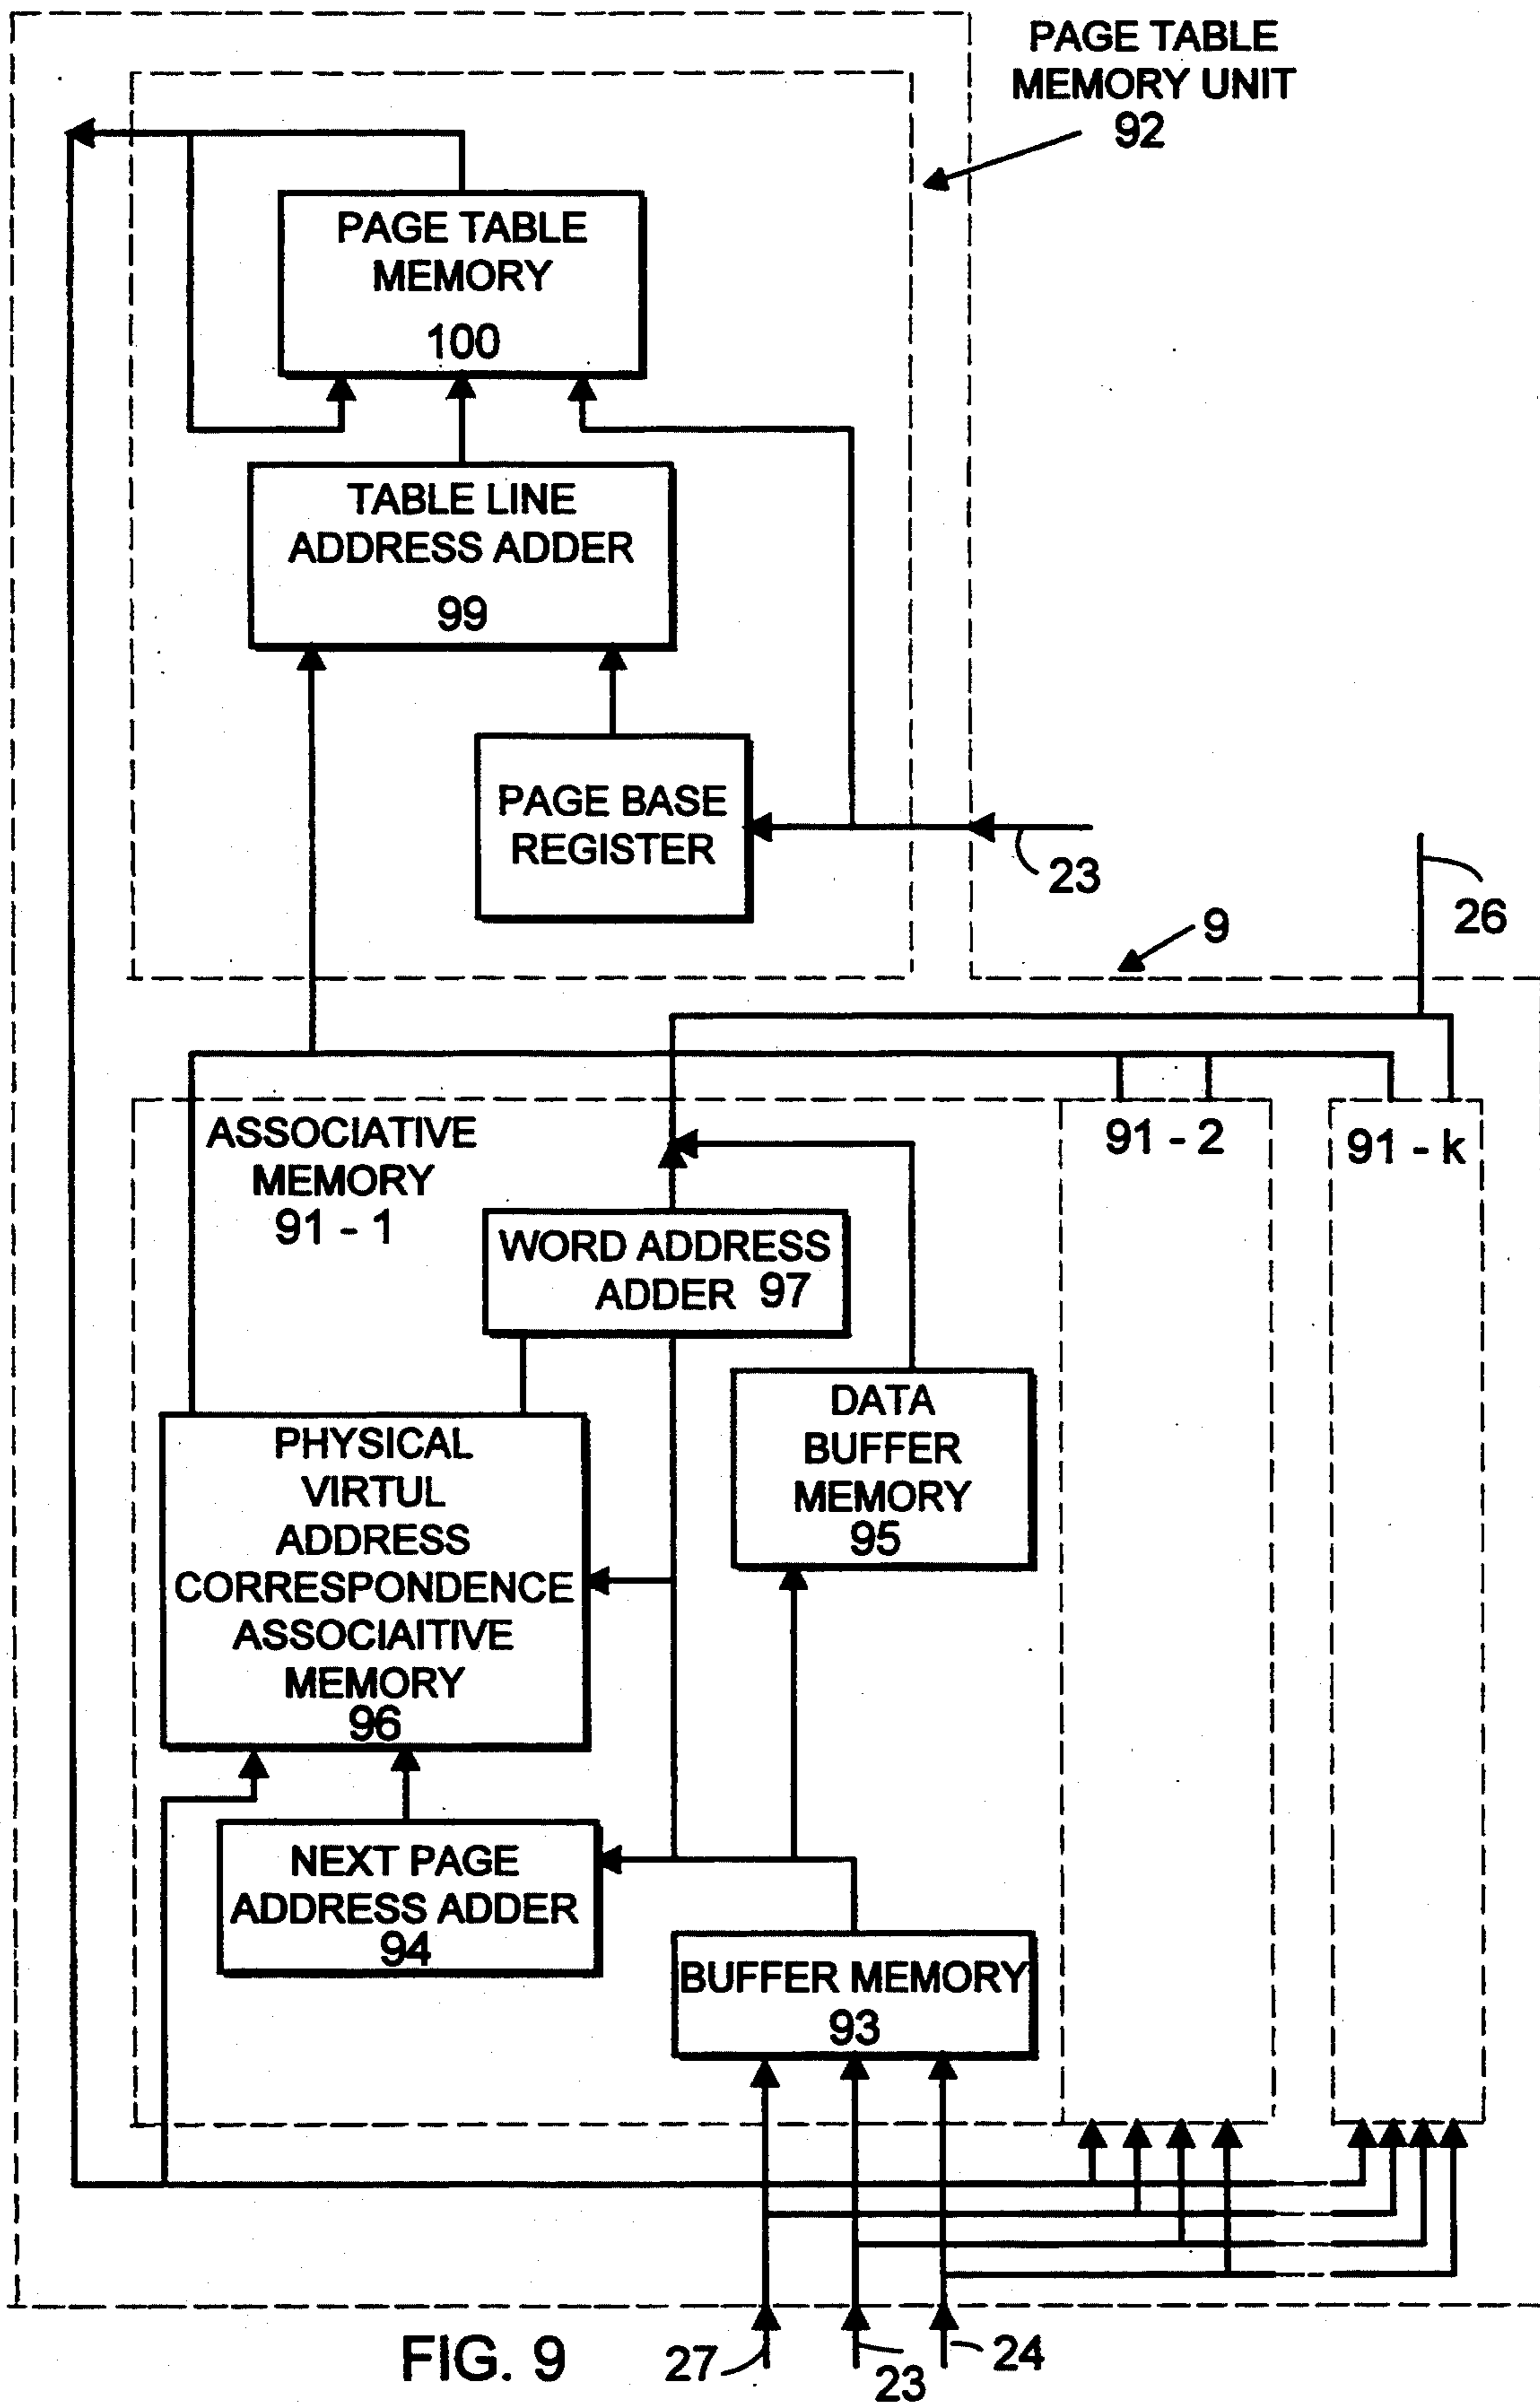 PAGE TABLE
MEMORY UNIT
92
PAGE TABLE
MEMORY
100
TABLE LINE
ADDRESS ADDER
99
PAGE BASE
REGISTER
23
9
26
ASSOCIATIVE
MEMORY
91 - 1
91 - 2
91 - k
WORD ADDRESS
ADDER 97
PHYSICAL
VIRTUL
ADDRESS
CORRESPONDENCE
ASSOCIAITIVE
MEMORY
96
DATA
BUFFER
MEMORY
95
NEXT PAGE
ADDRESS ADDER
94
BUFFER MEMORY
93
FIG. 9
27
23
24